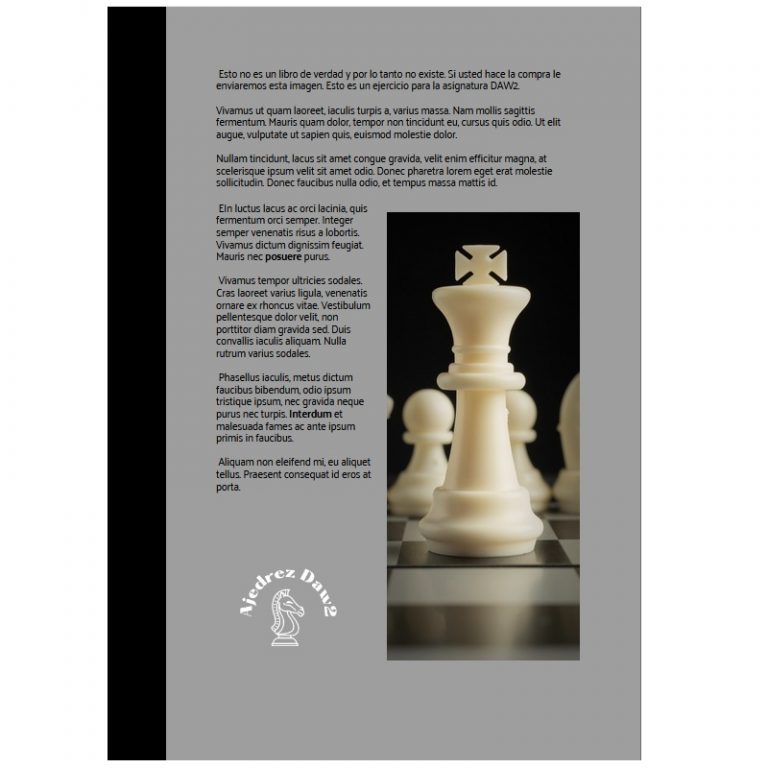 Esto no es un libro de verdad y por lo tanto no existe. Si usted hace la compra le
enviaremos esta imagen. Esto es un ejercicio para la asignatura DAW2.
Vivamus ut quam laoreet, iaculis turpis a, varius massa. Nam mollis sagittis
fermentum. Mauris quam dolor, tempor non tincidunt eu, cursus quis odio. Ut elit
augue, vulputate ut sapien quis, euismod molestie dolor.
Nullam tincidunt, lacus sit amet congue gravida, velit enim efficitur magna, at
scelerisque ipsum velit sit amet odio. Donec pharetra lorem eget erat molestie
sollicitudin. Donec faucibus nulla odio, et tempus massa mattis id.
EIn luctus lacus ac orci lacinia, quis
fermentum orci semper. Integer
semper venenatis risus a lobortis.
Vivamus dictum dignissim feugiat.
Mauris nec posuere purus.
Vivamus tempor ultricies sodales.
Cras laoreet varius ligula, venenatis
ornare ex rhoncus vitae. Vestibulum
pellentesque dolor velit, non
porttitor diam gravida sed. Duis
convallis iaculis aliquam. Nulla
rutrum varius sodales.
Phasellus iaculis, metus dictum
faucibus bibendum, odio ipsum
tristique ipsum, nec gravida neque
purus nec turpis. Interdum et
malesuada fames ac ante ipsum
primis in faucibus.
Aliquam non eleifend mi, eu aliquet
tellus. Praesent consequat id eros at
porta.
Ajedrez Daw2